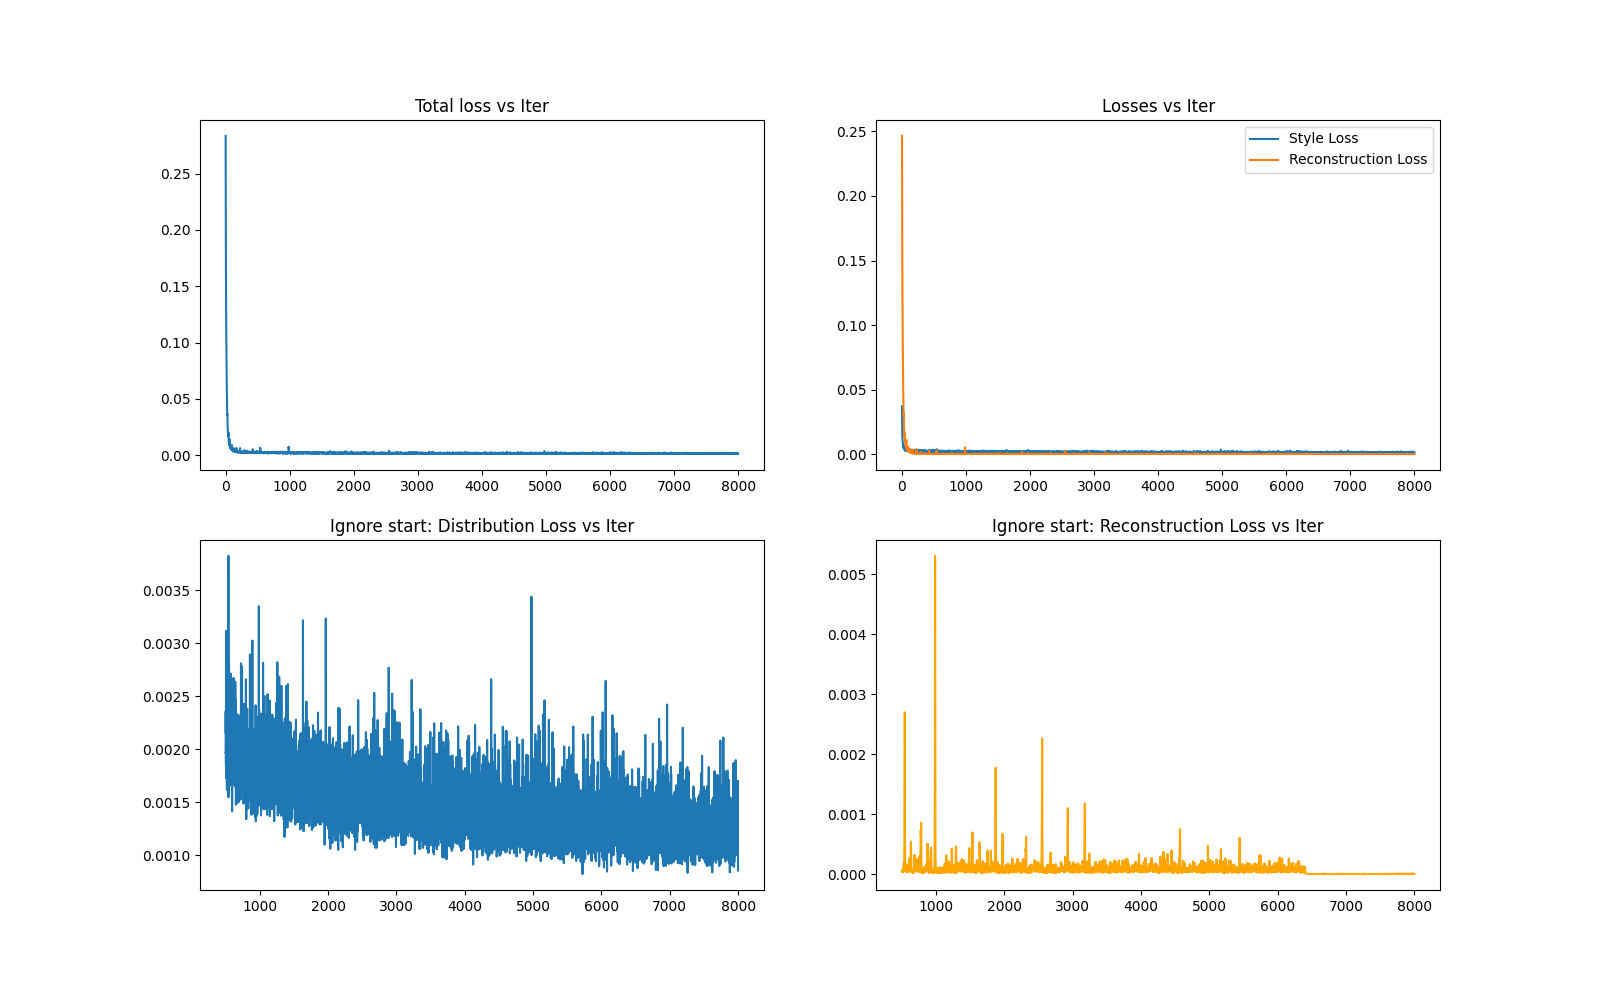 Total loss vs Iter
0.25
0.20
0.15
0.10
0.05
0.00
0 1000 2000 3000 4000 5000 6000 7000 8000
Losses vs Iter
Style Loss
Reconstruction Loss
0.25
0.20
0.15
0.10
0.05
0.00
0 1000 2000 3000 4000 5000 6000 7000 8000
Ignore start: Distribution Loss vs Iter
0.0035
0.0030
0.0025
0.0020
0.0015
0.0010
1000 2000 3000 4000 5000 6000 7000 8000
Ignore start: Reconstruction Loss vs Iter
0.005
0.004
0.003
0.002
0.001
0.000
1000 2000 3000 4000 5000 6000 7000 8000